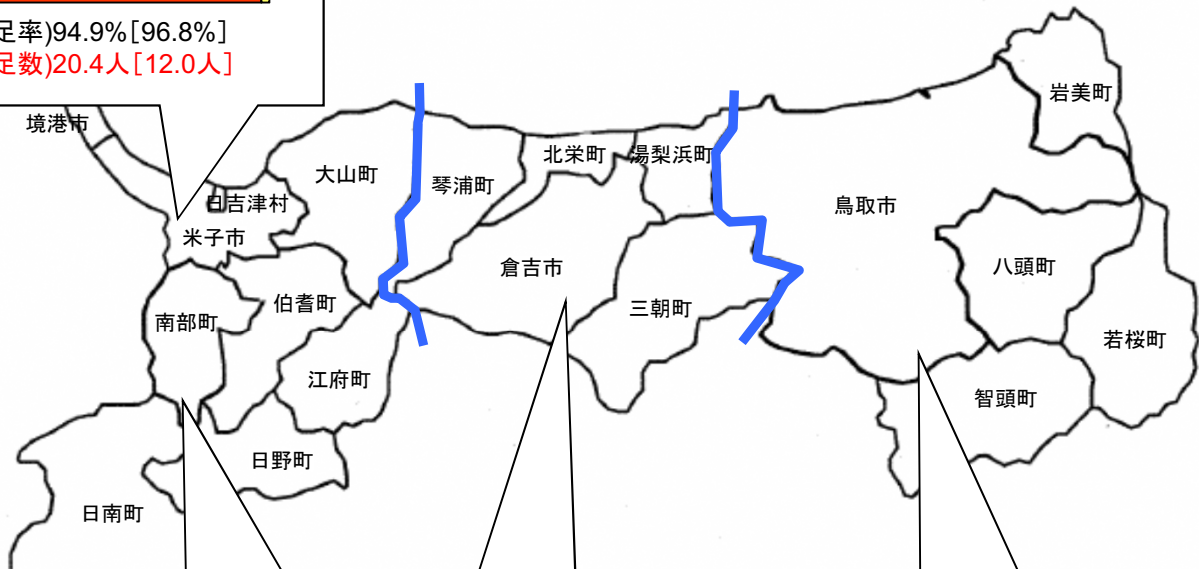 足率)94.9%[96.8%]
足数)20.4人[12.0人]
岩美町
境港市
北栄町
湯梨浜町
大山町
琴浦町
日吉津村
鳥取市
米子市
倉吉市
八頭町
伯耆町
三朝町
南部町
若桜町
江府町
智頭町
日野町
日南町